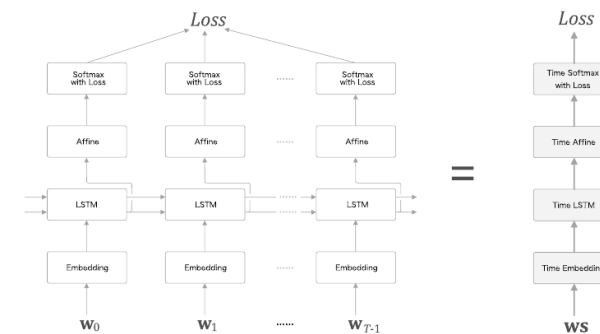 Loss
Loss
Softmax
with Loss
Softmax
with Loss
......
Softmax
with Loss
Time Softmax
with Loss
Affine
Affine
......
Affine
Time Affine
=
LSTM
LSTM
......
LSTM
Time LSTM
Embedding
Embedding
......
Embedding
Time Embedding
w0
w1
......
wT-1
ws